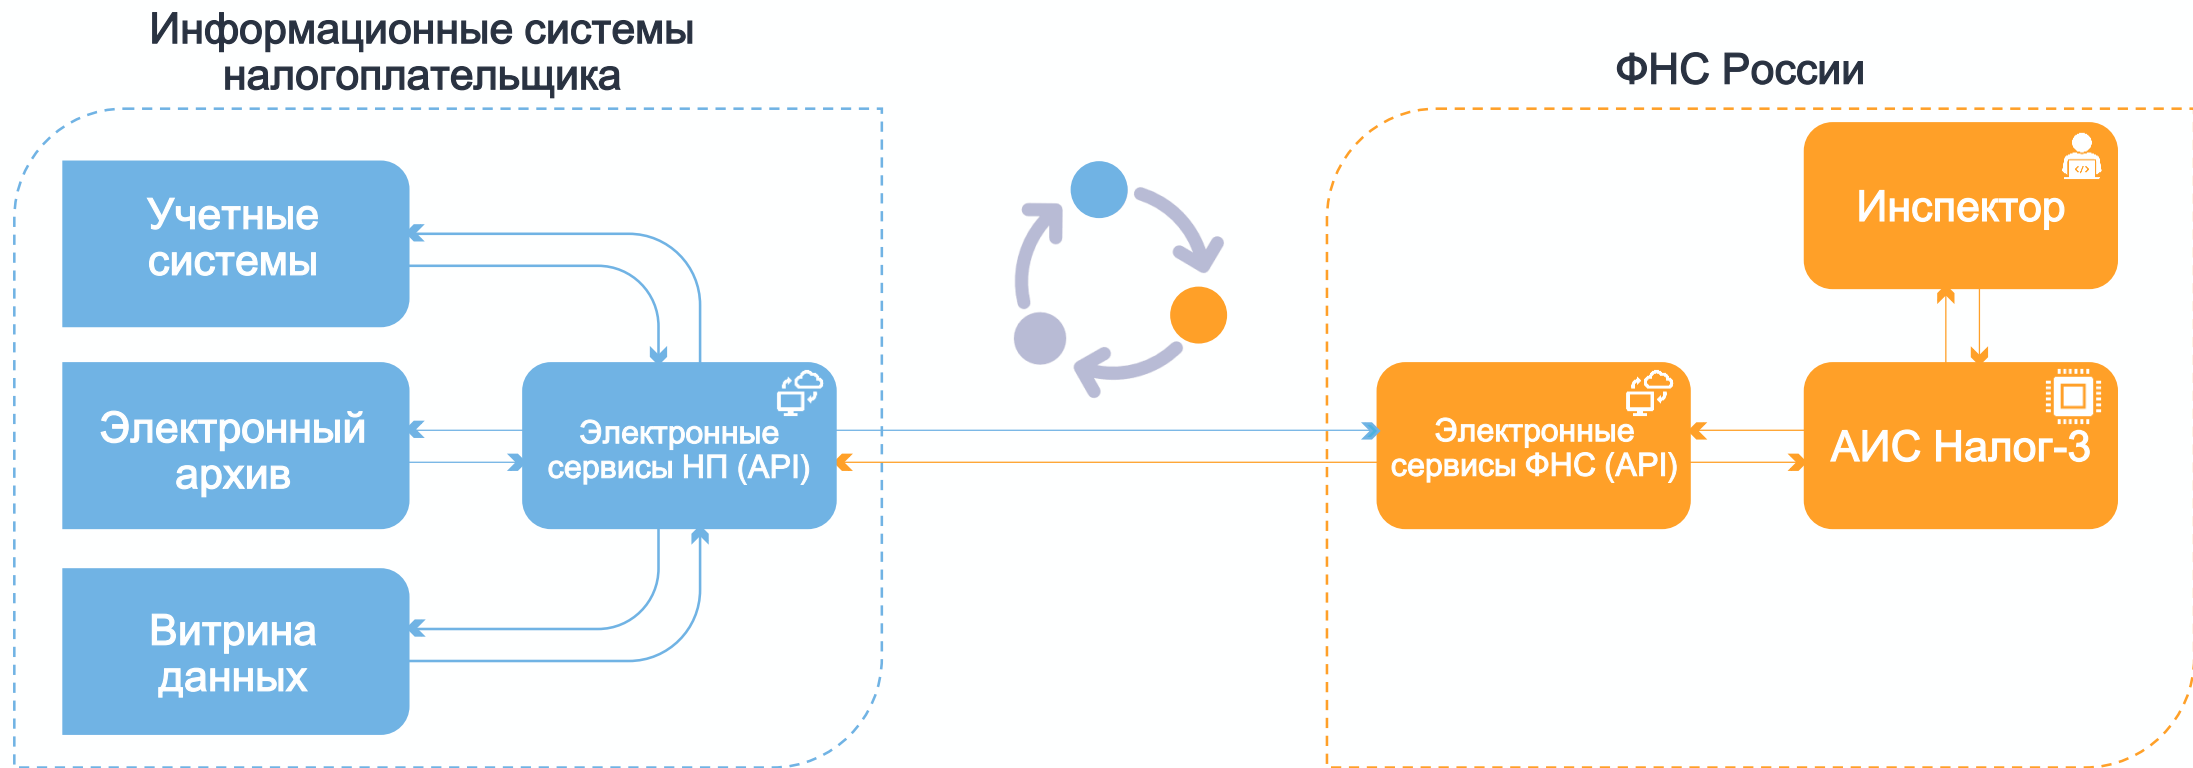 Информационные системы
налогоплательщика
Учетные
системы
Электронный
архив
Витрина
данных
Электронные
сервисы НП (API)
ФНС России
Инспектор
Электронные
сервисы ФНС (API)
АИС Налог-3